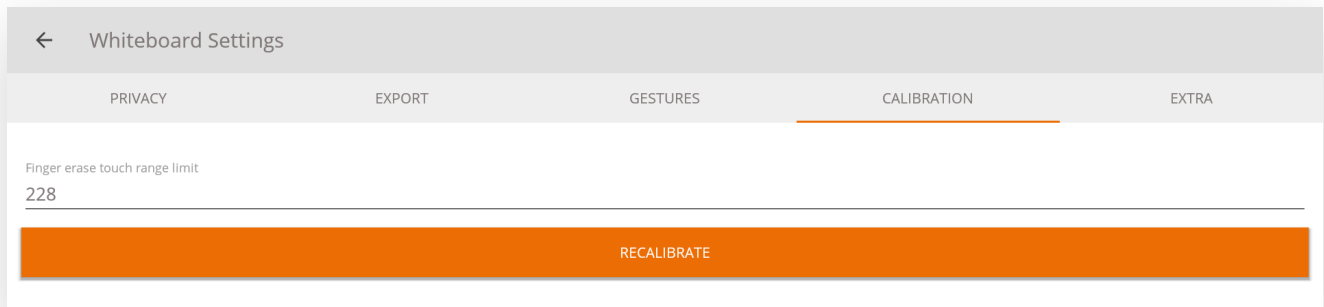 Whiteboard Settings
PRIVACY EXPORT GESTURES CALIBRATION EXTRA
Finger erase touch range limit
228
RECALIBRATE